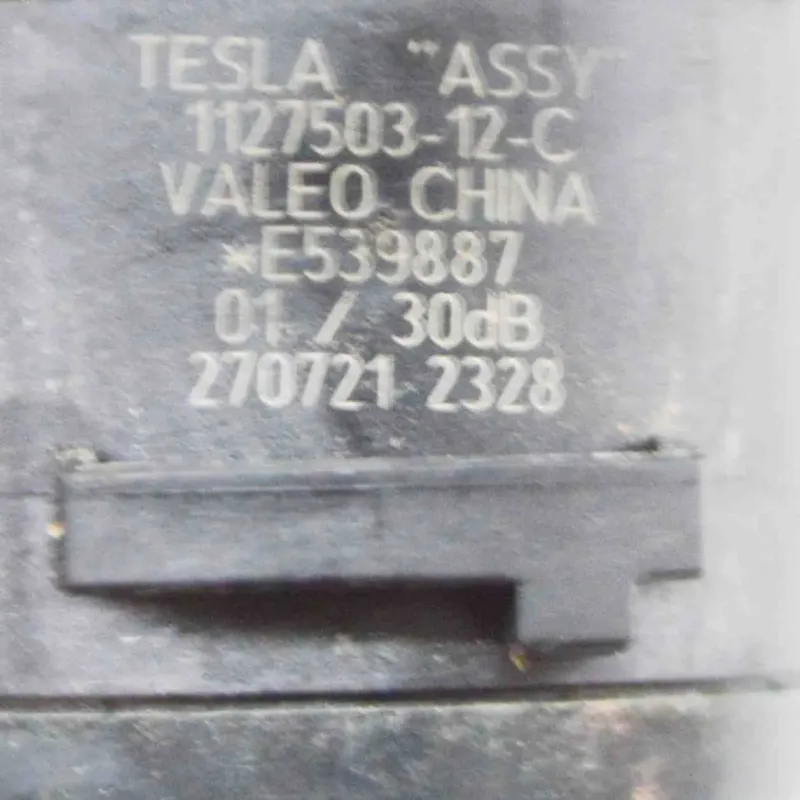 TESLA "ASSY"
1127503-12-C
VALEO CHINA
*E539887
01 / 30dB
270721 2328